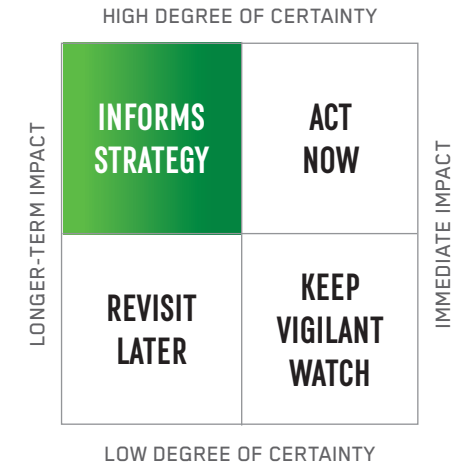 HIGH DEGREE OF CERTAINTY
LONGER-TERM IMPACT
INFORMS
STRATEGY
ACT
NOW
IMMEDIATE IMPACT
REVISIT
LATER
KEEP
VIGILANT
WATCH
LOW DEGREE OF CERTAINTY